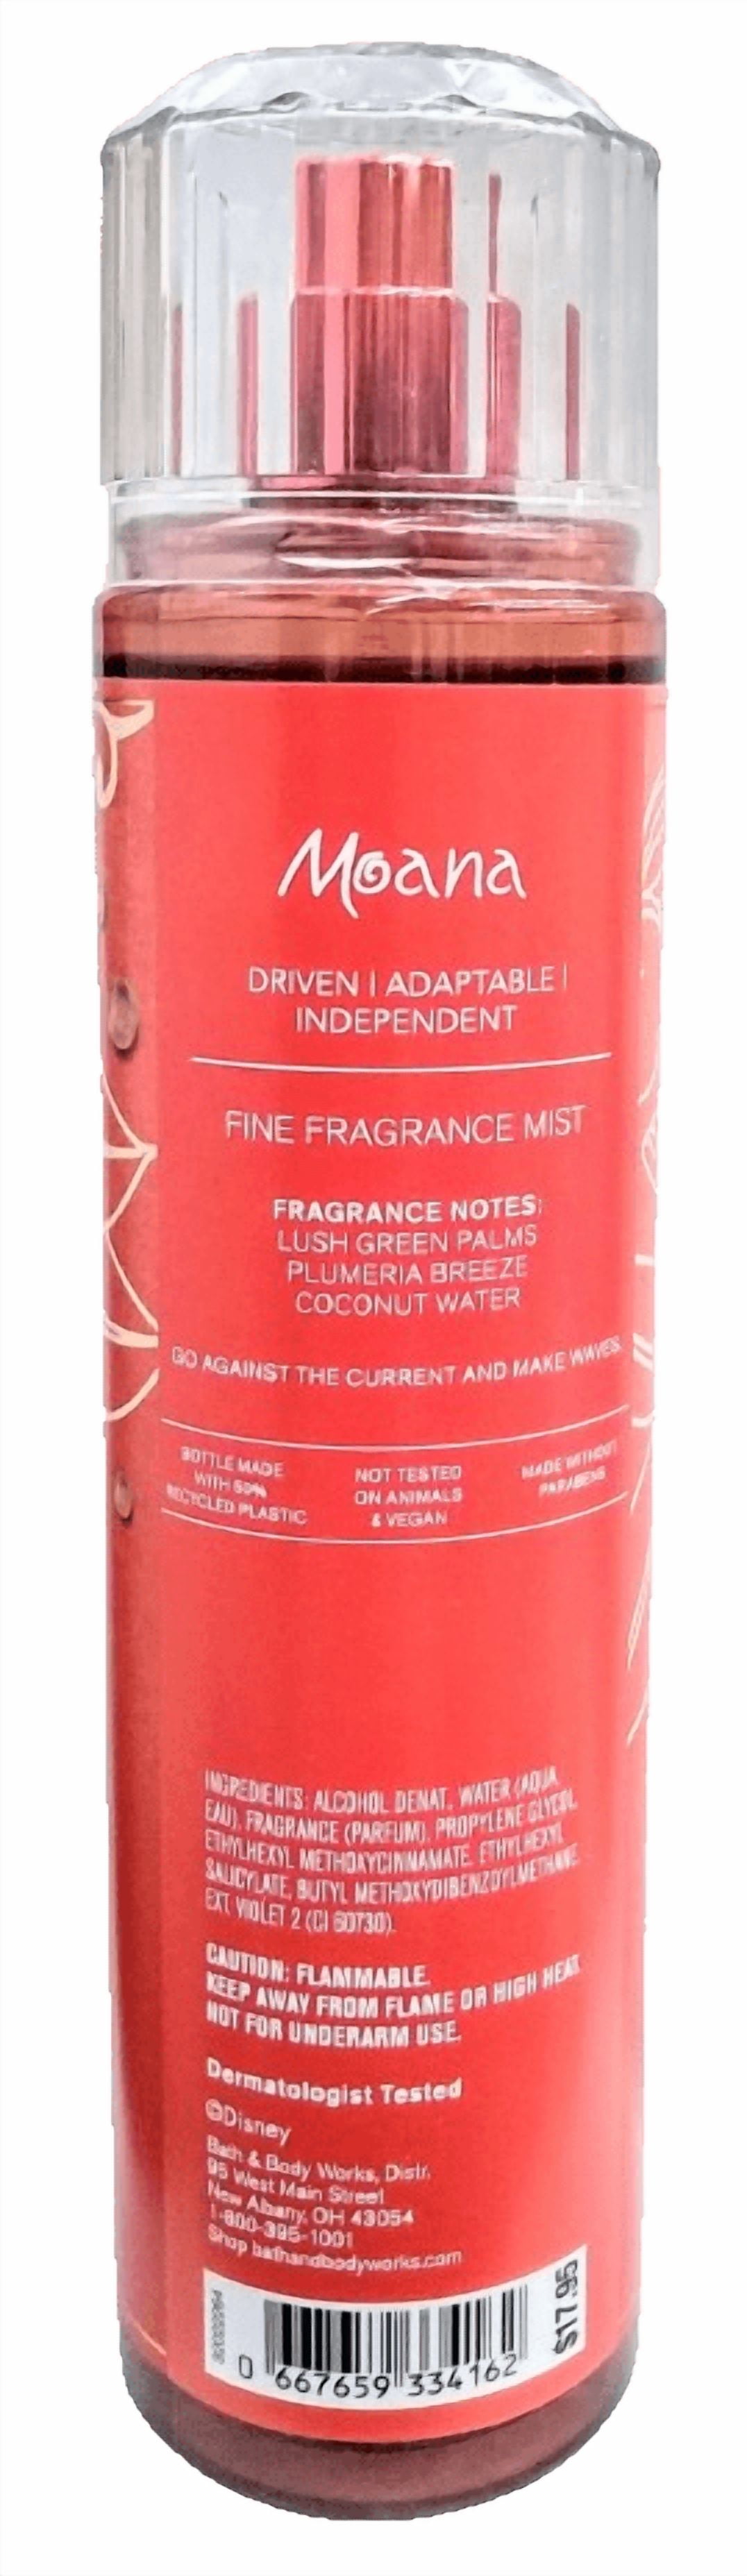 Moana
DRIVEN | ADAPTABLE |
INDEPENDENT
FINE FRAGRANCE MIST
FRAGRANCE NOTES:
LUSH GREEN PALMS
PLUMERIA BREEZE
COCONUT WATER
GO AGAINST THE CURRENT AND MAKE WAVES.
BOTTLE MADE
WITH 50%
RECYCLED PLASTIC
NOT TESTED
ON ANIMALS
& VEGAN
MADE WITHOUT
PARABENS
INGREDIENTS: ALCOHOL DENAT., WATER (AQUA,
EAU), FRAGRANCE (PARFUM), PROPYLENE GLYCOL,
ETHYLHEXYL METHOXYCINNAMATE, ETHYLHEXYL
SALICYLATE, BUTYL METHOXYDIBENZOYLMETHANE,
EXT. VIOLET 2 (CI 60730).
CAUTION: FLAMMABLE.
KEEP AWAY FROM FLAME OR HIGH HEAT.
NOT FOR UNDERARM USE.
Dermatologist Tested
©Disney
Bath & Body Works, Distr.
95 West Main Street
New Albany, OH 43054
1-800-395-1001
Shop bathandbodyworks.com
$17.95
0 667659 334162